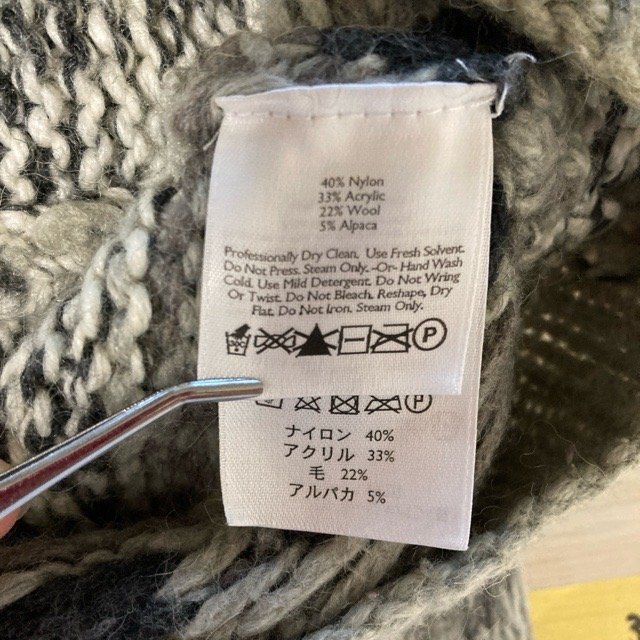 40% Nylon
33% Acrylic
22% Wool
5% Alpaca
Professionally Dry Clean, Use Fresh Solvent.
Do Not Press. Steam Only. -Or- Hand Wash
Cold, Use Mild Detergent. Do Not Wring
Or Twist. Do Not Bleach. Reshape, Dry
Flat. Do Not Iron. Steam Only.
P
P
ナイロン 40%
アクリル 33%
毛 22%
アルパカ 5%